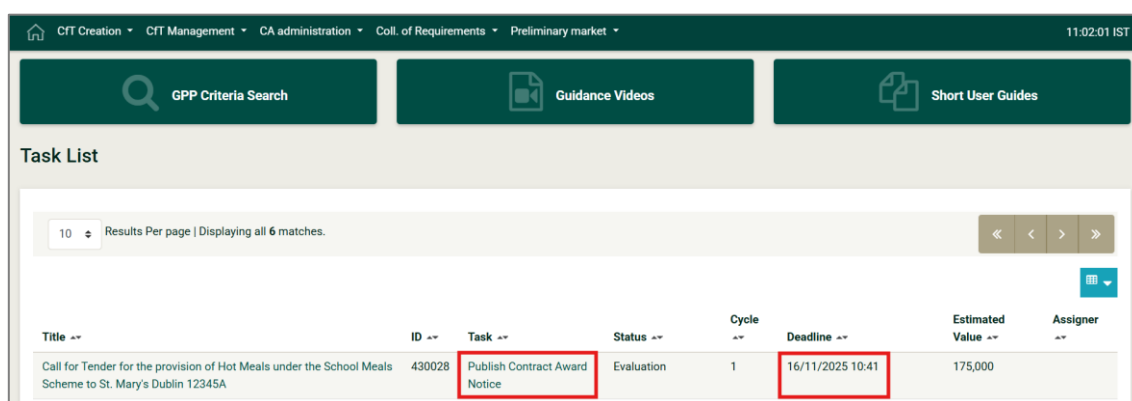 CfT Creation CfT Management CA administration Coll. of Requirements Preliminary market 11:02:01 IST
GPP Criteria Search Guidance Videos Short User Guides
Task List
10 Results Per page | Displaying all 6 matches.
« < > »
Cycle Estimated Assigner
Title ID Task Status Deadline Value
Call for Tender for the provision of Hot Meals under the School Meals 430028 Publish Contract Award Evaluation 1 16/11/2025 10:41 175,000
Scheme to St. Mary's Dublin 12345A Notice